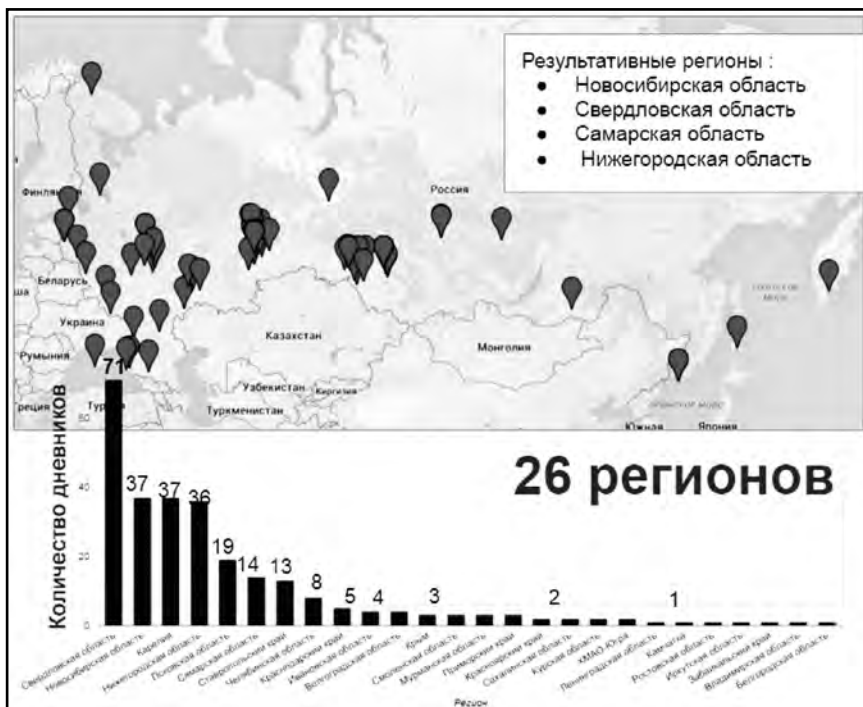 Результативные регионы :
● Новосибирская область
● Свердловская область
● Самарская область
● Нижегородская область
Россия
Беларусь
Украина
Казахстан
Монголия
Румыния
Узбекистан
Туркменистан
Южная
Япония
26 регионов
Количество дневников
40
20
0
71
37
37
36
19
14
13
8
5
4
3
2
1
Свердловская область
Новосибирская область
Карелия
Нижегородская область
Псковская область
Самарская область
Ставропольский край
Челябинская область
Краснодарский край
Ивановская область
Волгоградская область
Крым
Смоленская область
Мурманская область
Приморский край
Красноярский край
Сахалинская область
Курская область
ХМАО-Югра
Ленинградская область
Камчатка
Ростовская область
Иркутская область
Забайкальский край
Владимирская область
Белгородская область
Регион